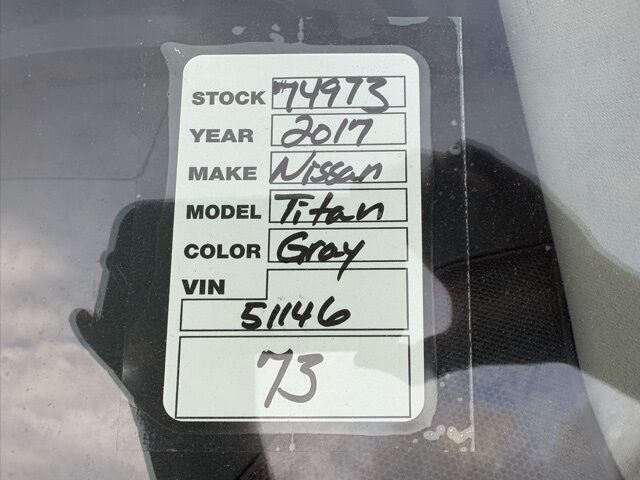 STOCK #74973
YEAR 2017
MAKE Nissan
MODEL Titan
COLOR Gray
VIN
51146
73